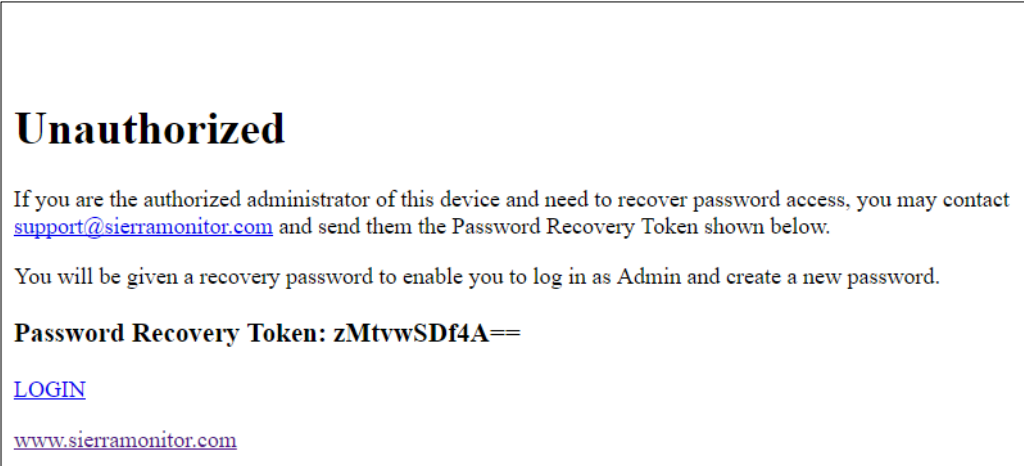 Unauthorized
If you are the authorized administrator of this device and need to recover password access, you may contact
support@sierramonitor.com and send them the Password Recovery Token shown below.
You will be given a recovery password to enable you to log in as Admin and create a new password.
Password Recovery Token: zMtvwSDf4A==
LOGIN
www.sierramonitor.com